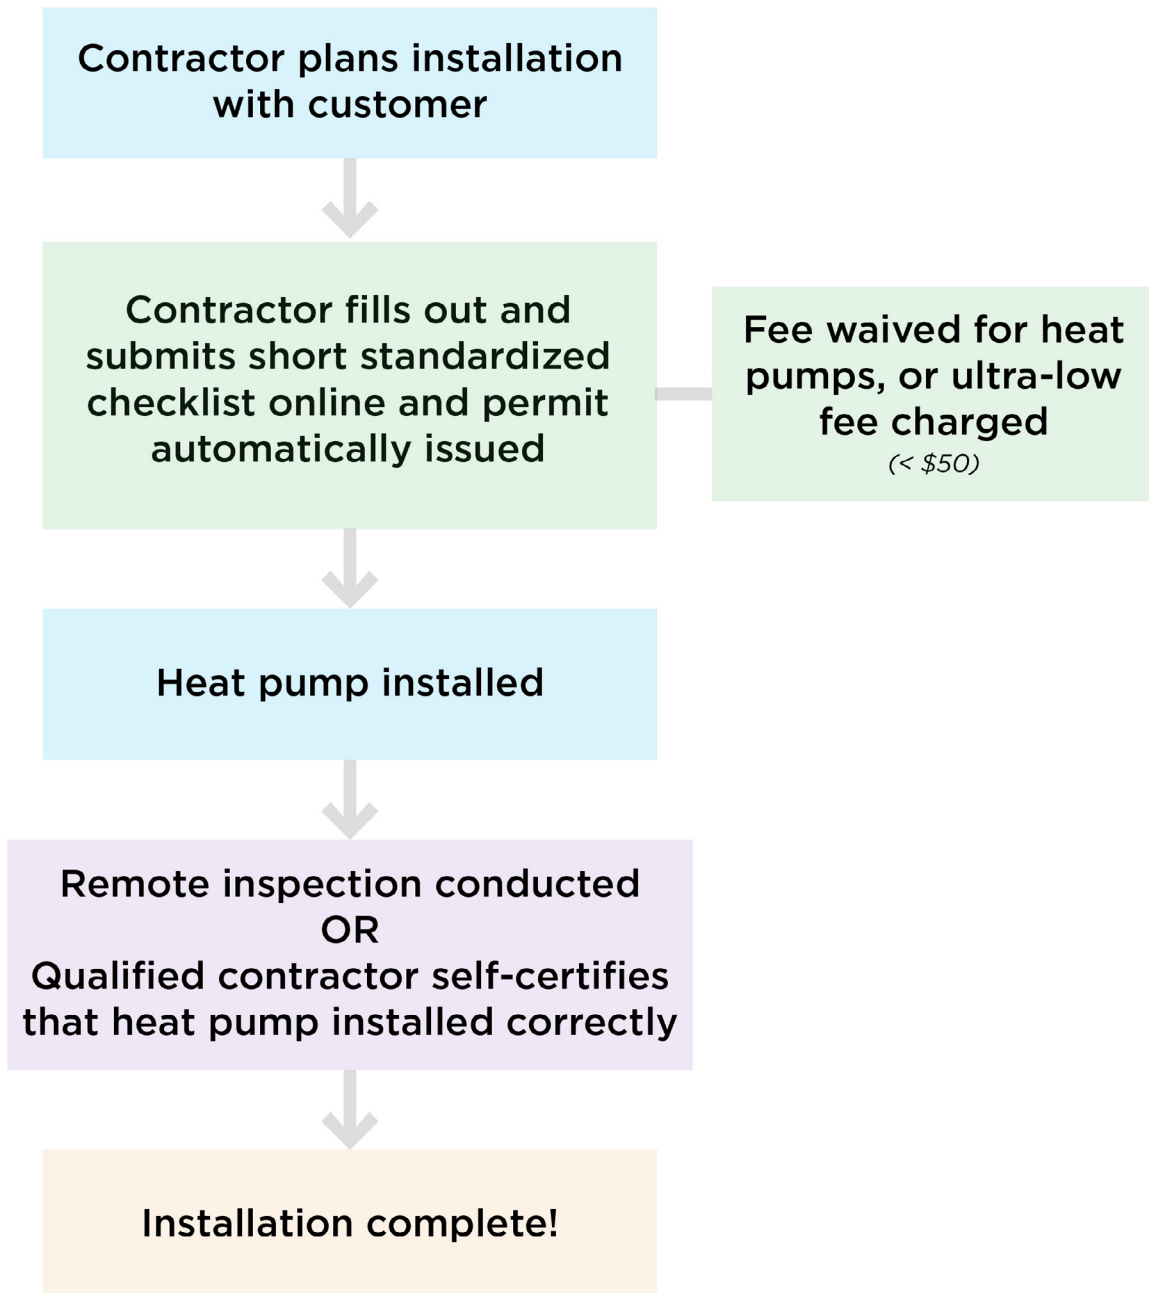 Contractor plans installation
with customer
Contractor fills out and
submits short standardized
checklist online and permit
automatically issued
Fee waived for heat
pumps, or ultra-low
fee charged
(< $50)
Heat pump installed
Remote inspection conducted
OR
Qualified contractor self-certifies
that heat pump installed correctly
Installation complete!